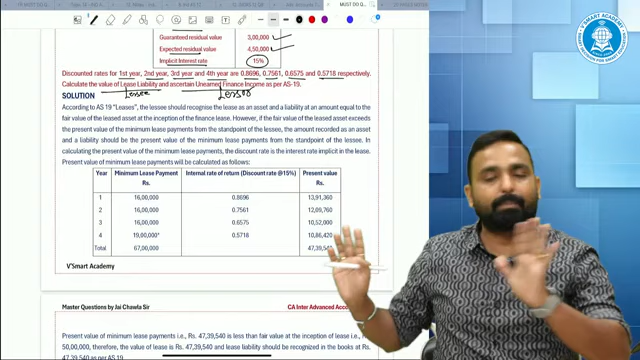 V'SMART ACADEMY
Guaranteed residual value 3,00,000
Expected residual value 4,50,000
Implicit Interest rate 15%
Discounted rates for 1st year, 2nd year, 3rd year and 4th year are 0.8696, 0.7561, 0.6575 and 0.5718 respectively.
Calculate the value of Lease Liability and ascertain Unearned Finance Income as per AS-19.
Lessee Lessor
SOLUTION
According to AS 19 "Leases", the lessee should recognise the lease as an asset and a liability at an amount equal to the
fair value of the leased asset at the inception of the finance lease. However, if the fair value of the leased asset exceeds
the present value of the minimum lease payments from the standpoint of the lessee, the amount recorded as an asset
and a liability should be the present value of the minimum lease payments from the standpoint of the lessee. In
calculating the present value of the minimum lease payments, the discount rate is the interest rate implicit in the lease.
Present value of minimum lease payments will be calculated as follows:
Year Minimum Lease Payment Internal rate of return (Discount rate @15%) Present value
Rs. Rs.
1 16,00,000 0.8696 13,91,360
2 16,00,000 0.7561 12,09,760
3 16,00,000 0.6575 10,52,000
4 19,00,000* 0.5718 10,86,420
Total 67,00,000 47,39,540
V'Smart Academy
Master Questions by Jai Chawla Sir CA Inter Advanced Acco
Present value of minimum lease payments i.e., Rs. 47,39,540 is less than fair value at the inception of lease i.e., Rs.
50,00,000, therefore, the value of lease and lease liability should be recognized in the books at Rs.
47,39,540 as per AS 19